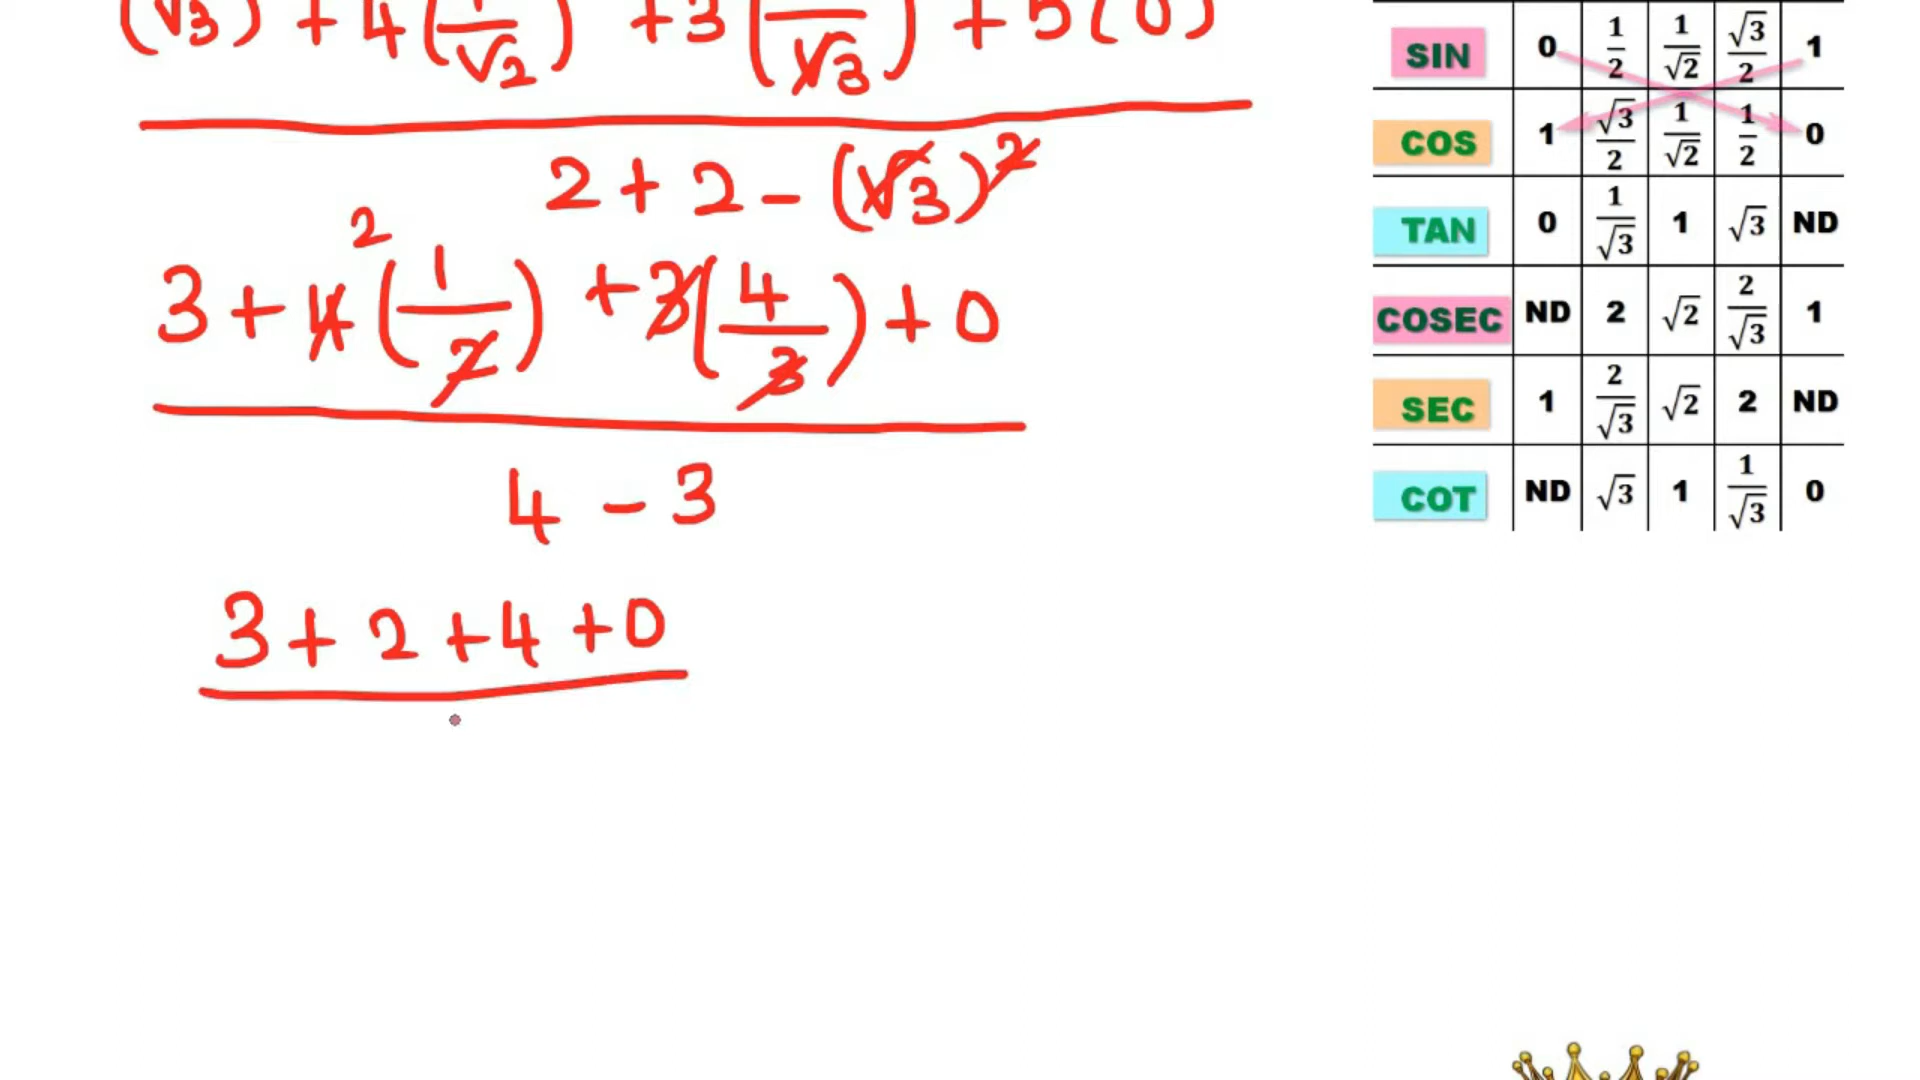 (√3) + 4(1/√2) + 3( /√3) + 5(0)
2 + 2 - (√3)²
2
3 + 4(1/2) + 3(4/3) + 0
4 - 3
3 + 2 + 4 + 0
SIN 0 1/2 1/√2 √3/2 1
COS 1 √3/2 1/√2 1/2 0
TAN 0 1/√3 1 √3 ND
COSEC ND 2 √2 2/√3 1
SEC 1 2/√3 √2 2 ND
COT ND √3 1 1/√3 0